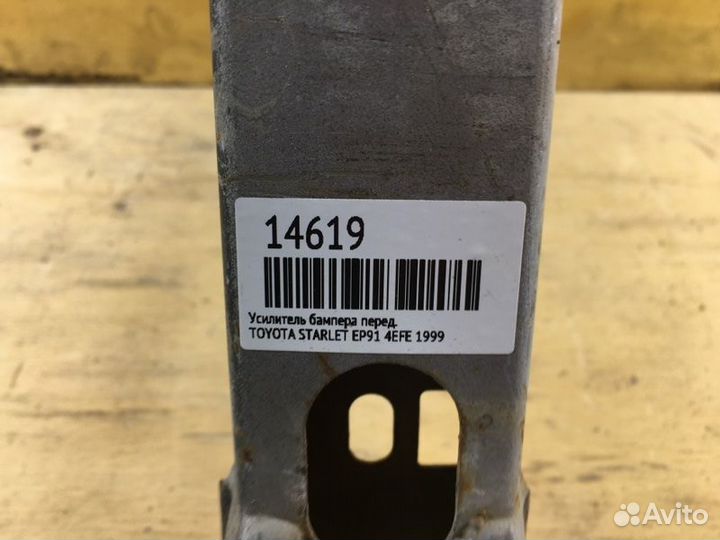 14619
Усилитель бампера перед.
TOYOTA STARLET EP91 4EFE 1999
Avito